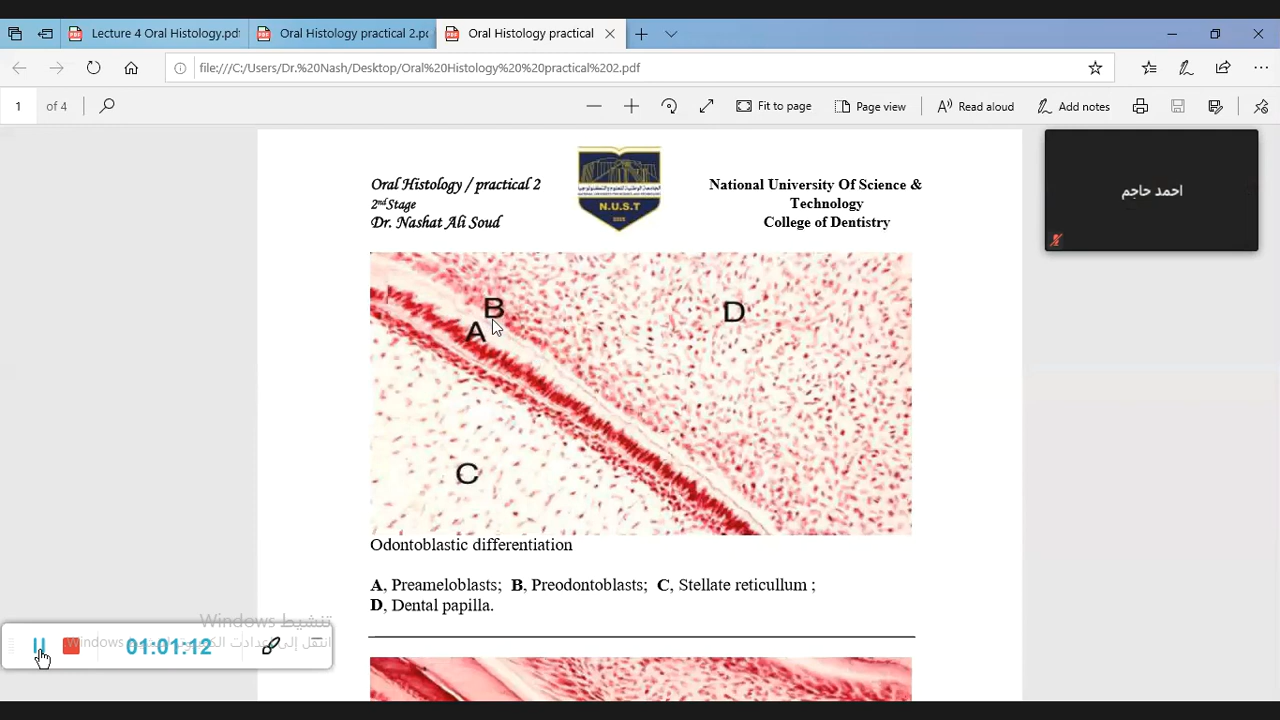 Lecture 4 Oral Histology.pdf
Oral Histology practical 2.pd
Oral Histology practical
file:///C:/Users/Dr.%20Nash/Desktop/Oral%20Histology%20%20practical%202.pdf
1 of 4
Fit to page
Page view
Read aloud
Add notes
Oral Histology / practical 2
2nd Stage
Dr. Nashat Ali Soud
N.U.S.T
National University Of Science &
Technology
College of Dentistry
احمد حاجم
B
A
D
C
Odontoblastic differentiation
A, Preameloblasts; B, Preodontoblasts; C, Stellate reticullum ;
D, Dental papilla.
تنشيط Windows
01:01:12